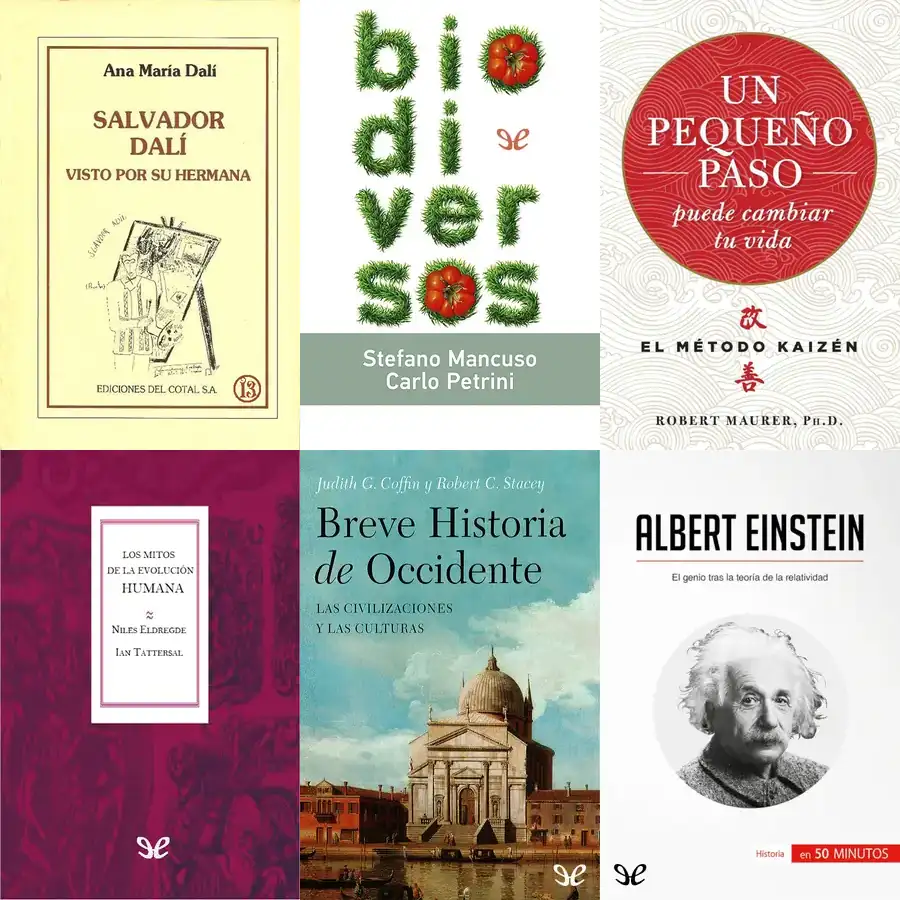 Ana María Dalí
SALVADOR
DALÍ
VISTO POR SU HERMANA
EDICIONES DEL COTAL S.A.
13
bio
di
ver
sos
Stefano Mancuso
Carlo Petrini
UN
PEQUEÑO
PASO
puede cambiar
tu vida
改
EL MÉTODO KAIZÉN
善
ROBERT MAURER, PH.D.
LOS MITOS
DE LA EVOLUCIÓN
HUMANA
NILES ELDREGDE
IAN TATTERSAL
Judith G. Coffin y Robert C. Stacey
Breve Historia
de Occidente
LAS CIVILIZACIONES
Y LAS CULTURAS
ALBERT EINSTEIN
El genio tras la teoría de la relatividad
Historia
en 50 MINUTOS